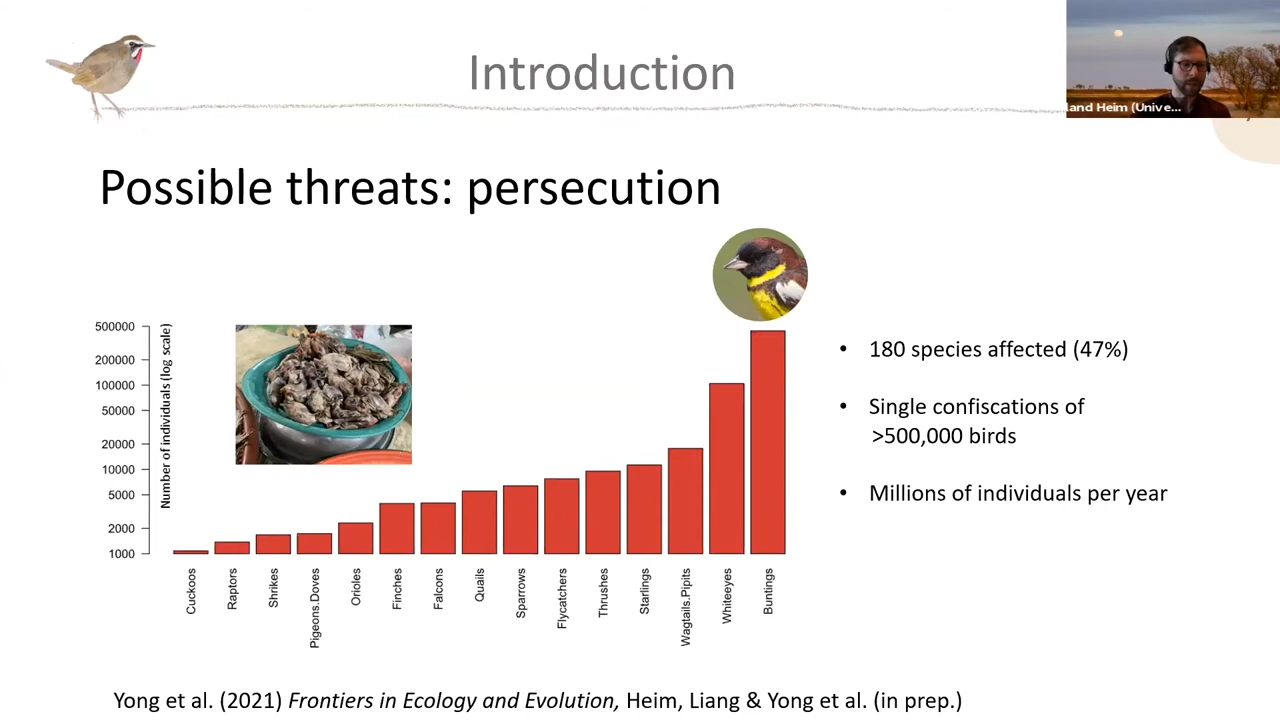 Introduction
land Heim (Unive...
Possible threats: persecution
500000
200000
100000
50000
20000
10000
5000
2000
1000
Number of individuals (log scale)
Cuckoos
Raptors
Shrikes
Pigeons.Doves
Orioles
Finches
Falcons
Quails
Sparrows
Flycatchers
Thrushes
Starlings
Wagtails.Pipits
Whiteeyes
Buntings
• 180 species affected (47%)
• Single confiscations of
>500,000 birds
• Millions of individuals per year
Yong et al. (2021) Frontiers in Ecology and Evolution, Heim, Liang & Yong et al. (in prep.)